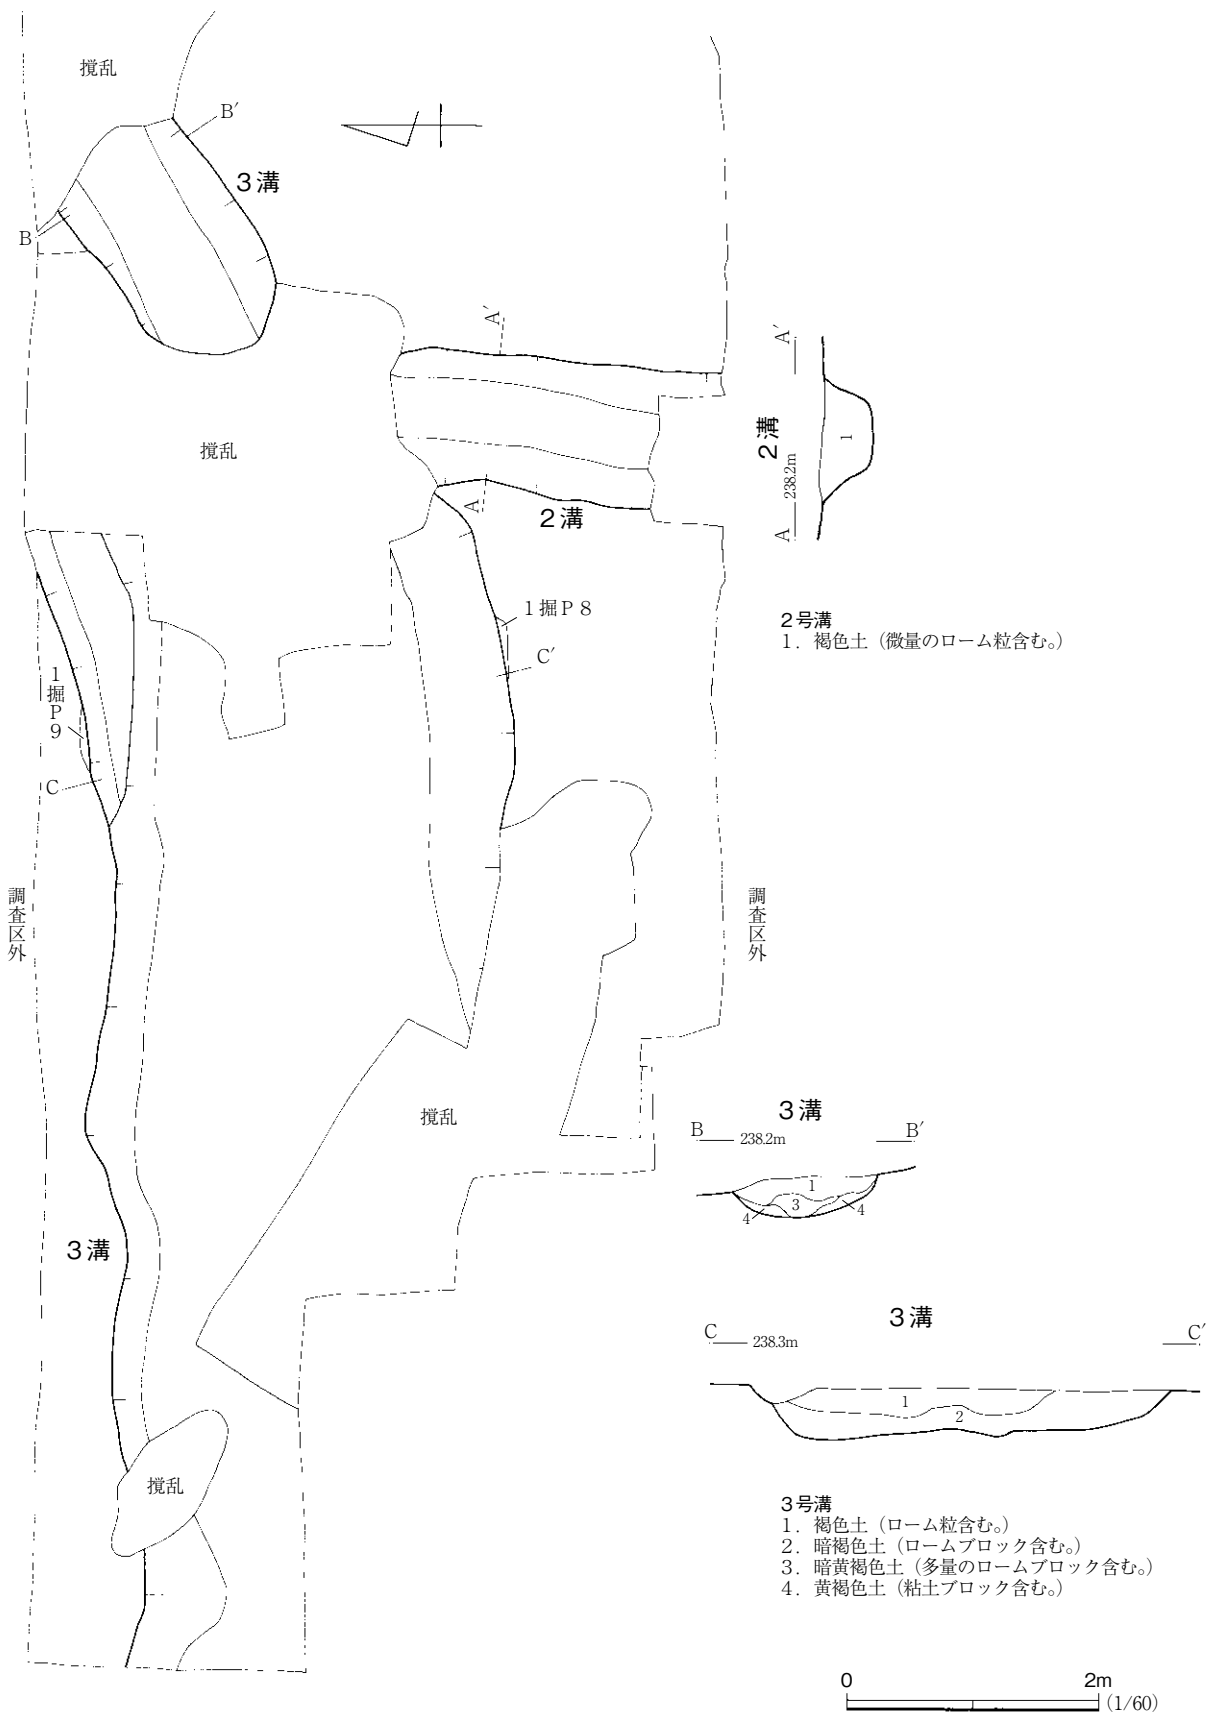 撹乱
B′
3溝
B
A′
撹乱
A
2溝
A′
2溝
238.2m
1
A
2号溝
1. 褐色土（微量のローム粒含む。）
1掘P8
C′
1掘P9
C
調査区外
調査区外
撹乱
3溝
撹乱
3溝
B
238.2m
B′
1
3
4
4
3溝
C
238.3m
C′
1
2
3号溝
1. 褐色土（ローム粒含む。）
2. 暗褐色土（ロームブロック含む。）
3. 暗黄褐色土（多量のロームブロック含む。）
4. 黄褐色土（粘土ブロック含む。）
0
2m
(1/60)